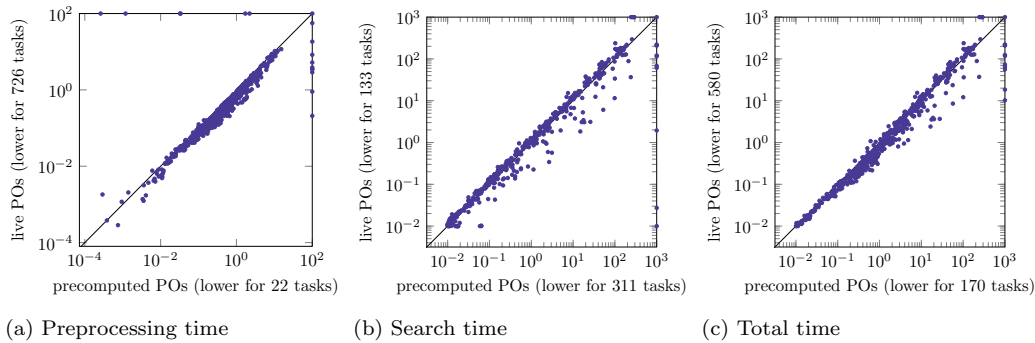 10^2
10^0
10^−2
10^−4
10^−4 10^−2 10^0 10^2
live POs (lower for 726 tasks)
precomputed POs (lower for 22 tasks)
(a) Preprocessing time
10^3
10^2
10^1
10^0
10^−1
10^−2
10^−2 10^−1 10^0 10^1 10^2 10^3
live POs (lower for 133 tasks)
precomputed POs (lower for 311 tasks)
(b) Search time
10^3
10^2
10^1
10^0
10^−1
10^−2
10^−2 10^−1 10^0 10^1 10^2 10^3
live POs (lower for 580 tasks)
precomputed POs (lower for 170 tasks)
(c) Total time